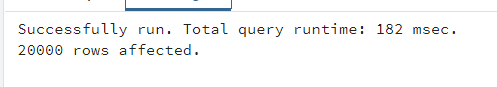 Successfully run. Total query runtime: 182 msec.
20000 rows affected.